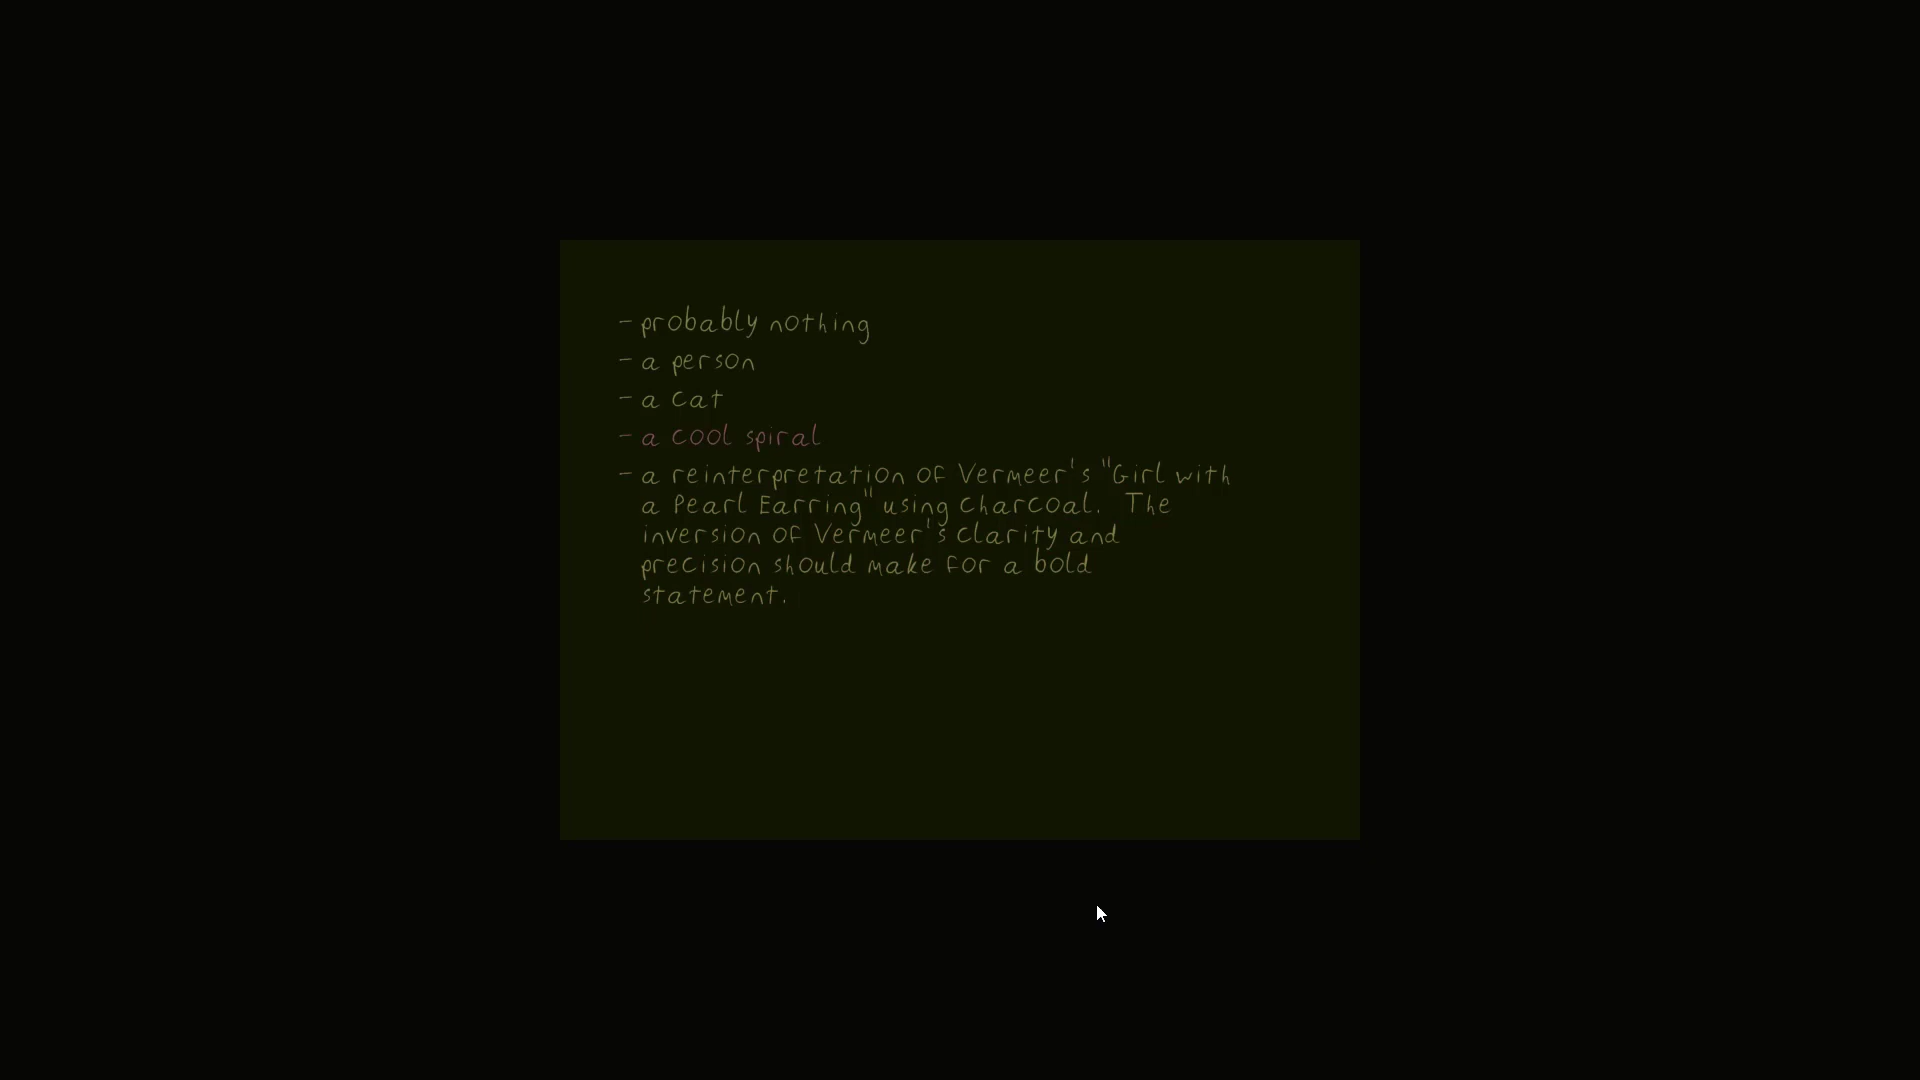 - probably nothing
- a person
- a cat
- a cool spiral
- a reinterpretation of Vermeer's "Girl with
a Pearl Earring" using charcoal. The
inversion of Vermeer's clarity and
precision should make for a bold
statement.